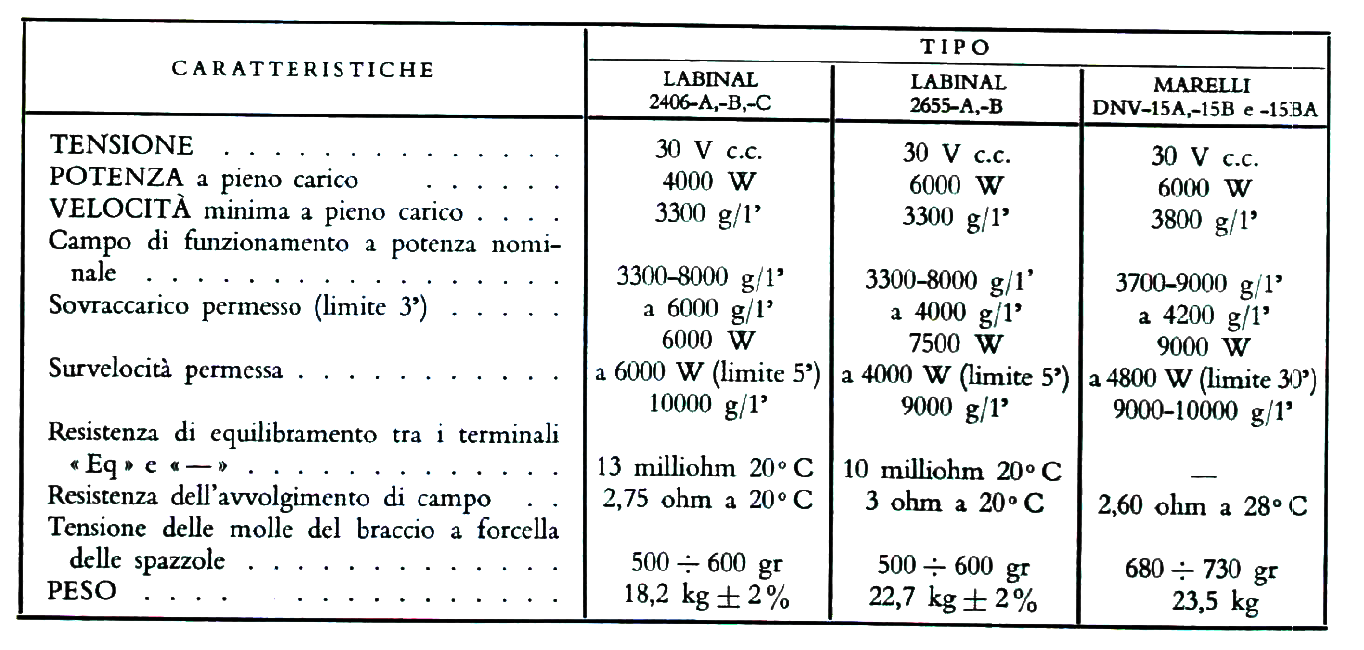 CARATTERISTICHE
TIPO
LABINAL
2406-A,-B,-C
LABINAL
2655-A,-B
MARELLI
DNV-15A,-15B e -15BA
TENSIONE . . . . . . . . . . . . . . 30 V c.c. 30 V c.c. 30 V c.c.
POTENZA a pieno carico . . . . . . 4000 W 6000 W 6000 W
VELOCITÀ minima a pieno carico . . . . 3300 g/1' 3300 g/1' 3800 g/1'
Campo di funzionamento a potenza nomi-
nale . . . . . . . . . . . . . . . . . 3300-8000 g/1' 3300-8000 g/1' 3700-9000 g/1'
Sovraccarico permesso (limite 3') . . . . . a 6000 g/1' a 4000 g/1' a 4200 g/1'
6000 W 7500 W 9000 W
Survelocità permessa . . . . . . . . . . . a 6000 W (limite 5') a 4000 W (limite 5') a 4800 W (limite 30')
10000 g/1' 9000 g/1' 9000-10000 g/1'
Resistenza di equilibramento tra i terminali
« Eq » e « — » . . . . . . . . . . . . . 13 milliohm 20° C 10 milliohm 20° C —
Resistenza dell'avvolgimento di campo . . 2,75 ohm a 20° C 3 ohm a 20° C 2,60 ohm a 28° C
Tensione delle molle del braccio a forcella
delle spazzole . . . . . . . . . . . . . 500 ÷ 600 gr 500 ÷ 600 gr 680 ÷ 730 gr
PESO . . . . . . . . . . . . . . . . 18,2 kg ± 2% 22,7 kg ± 2% 23,5 kg